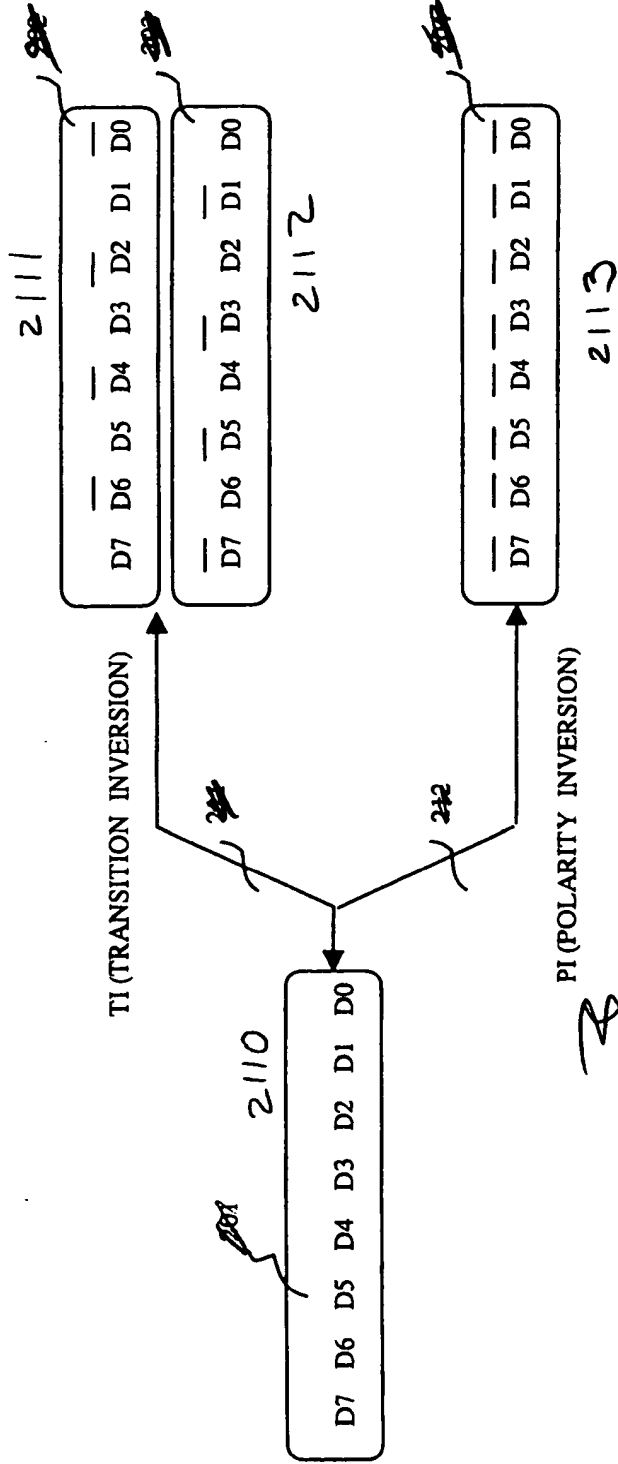 2111
D7 D6 D5 D4 D3 D2 D1 D0
D7 D6 D5 D4 D3 D2 D1 D0
2112
TI (TRANSITION INVERSION)
2110
D7 D6 D5 D4 D3 D2 D1 D0
212
PI (POLARITY INVERSION)
D7 D6 D5 D4 D3 D2 D1 D0
2113